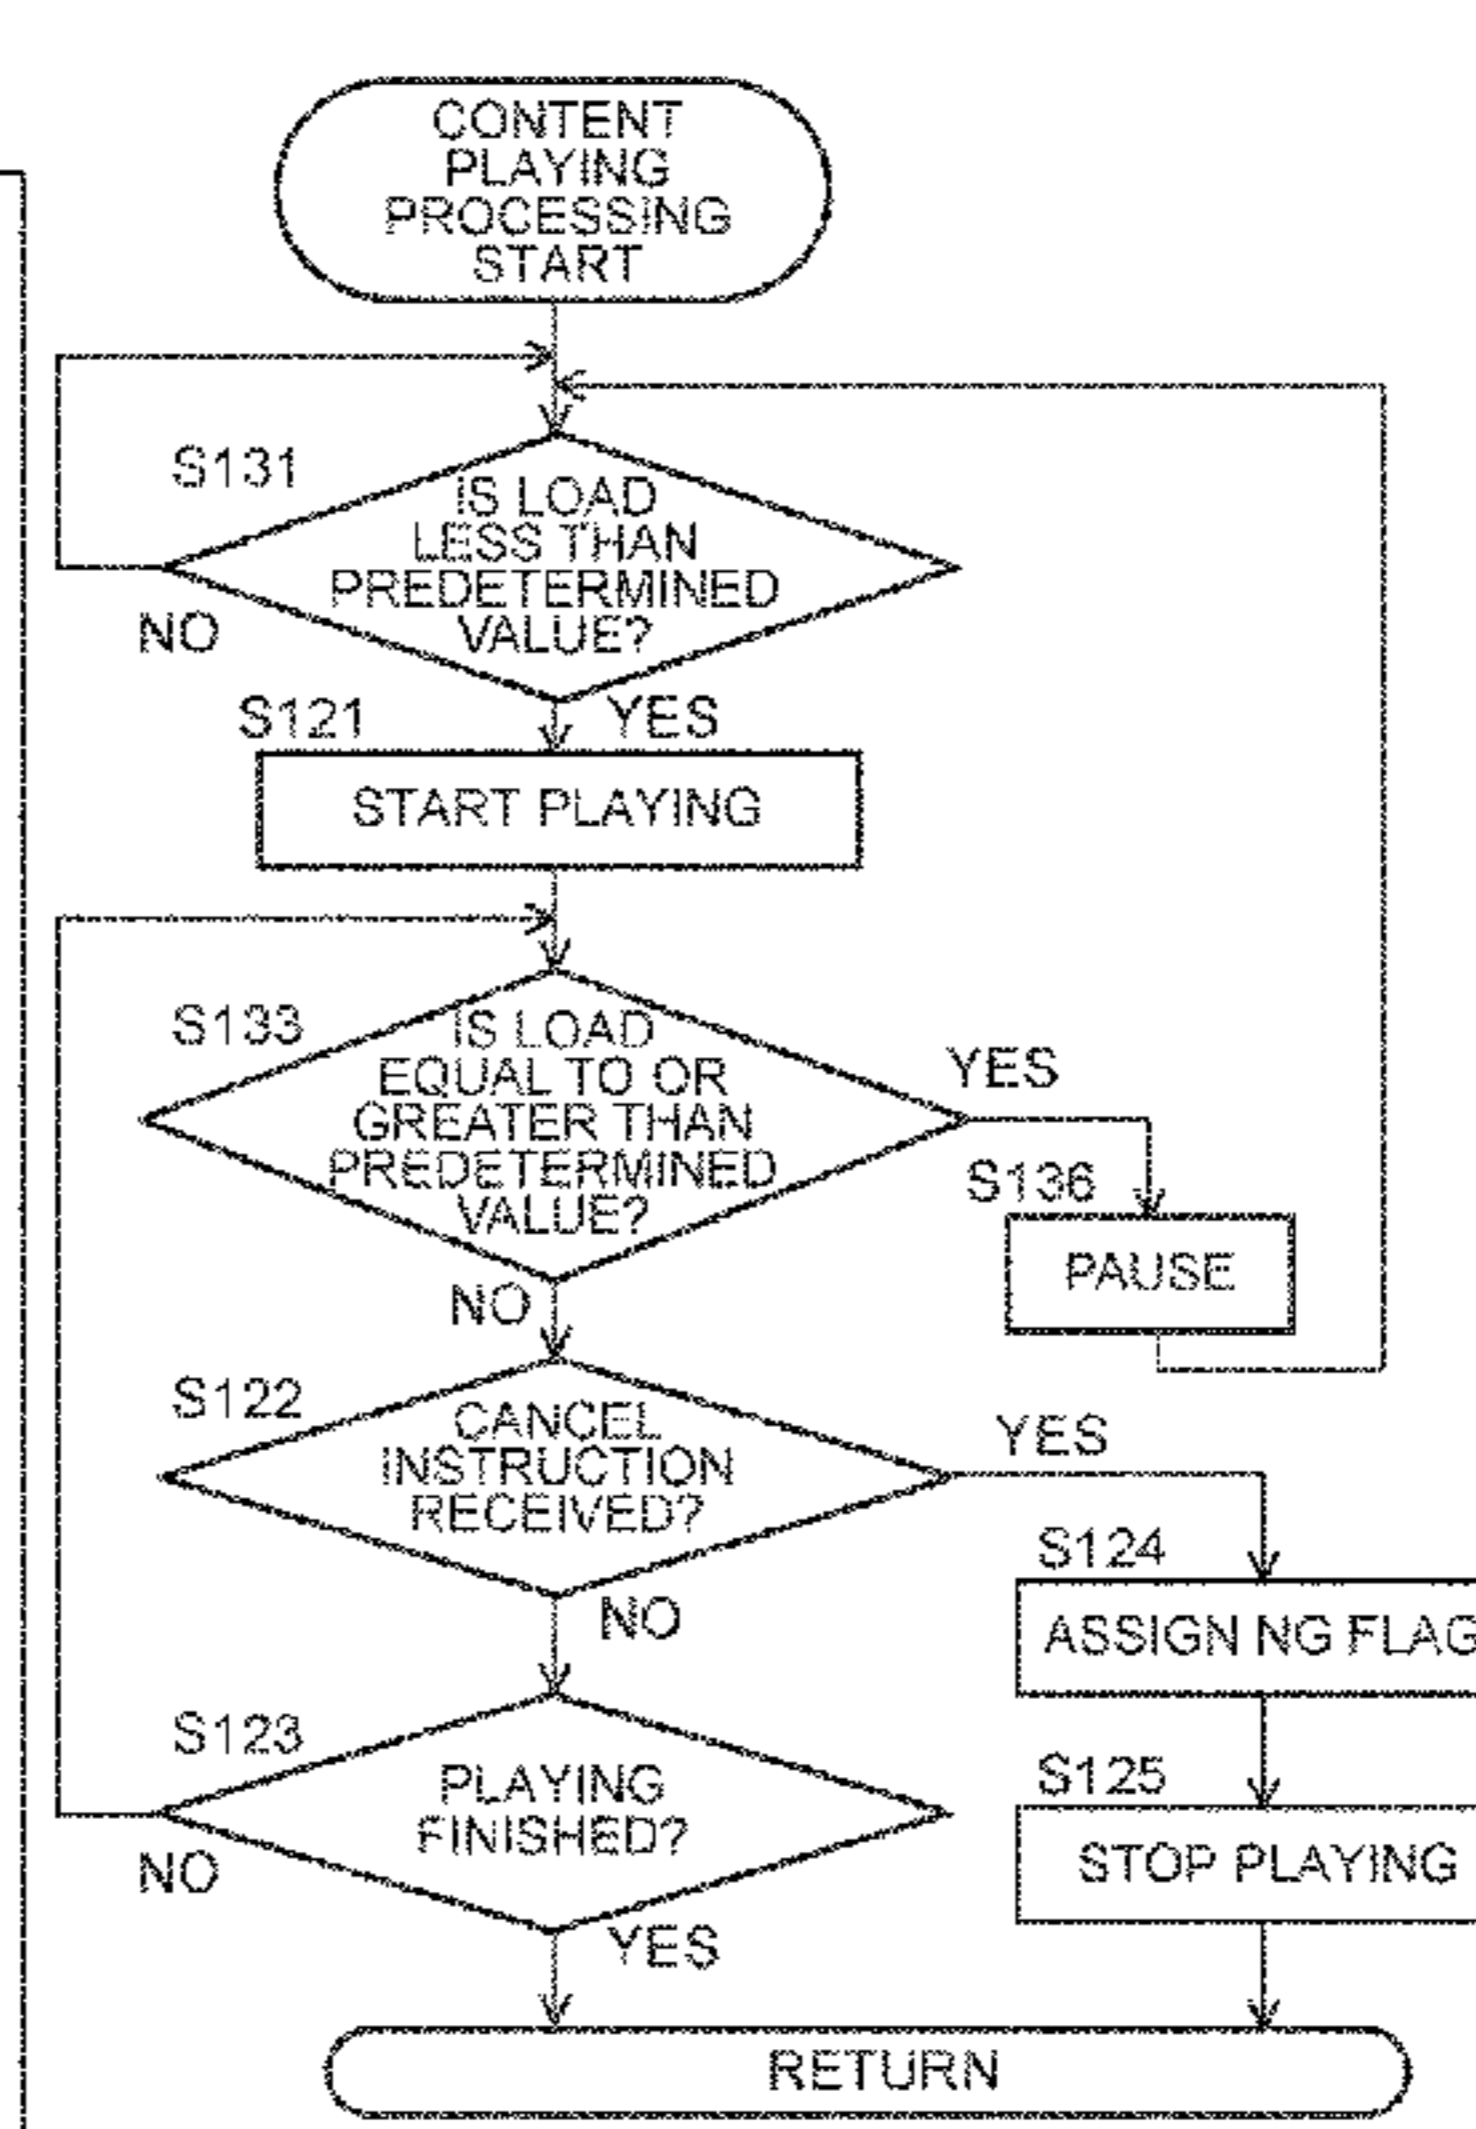 CONTENT
PLAYING
PROCESSING
START
S131
IS LOAD
LESS THAN
PREDETERMINED
VALUE?
NO
S121
YES
START PLAYING
S133
IS LOAD
EQUAL TO OR
GREATER THAN
PREDETERMINED
VALUE?
YES
S136
PAUSE
NO
S122
CANCEL
INSTRUCTION
RECEIVED?
YES
S124
ASSIGN NG FLAG
NO
S123
PLAYING
FINISHED?
S125
STOP PLAYING
NO
YES
RETURN